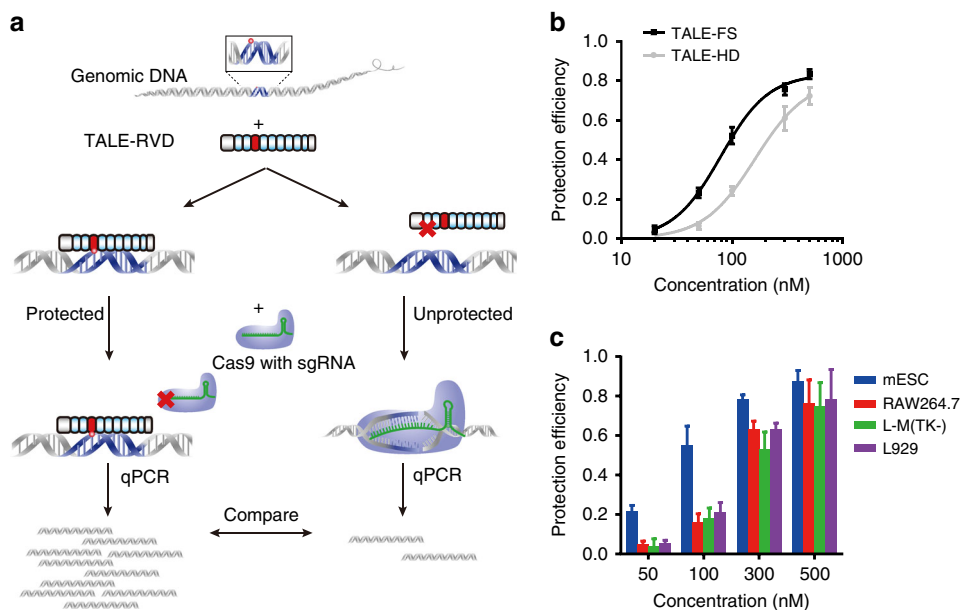 a
Genomic DNA
+
TALE-RVD
Protected
+
Unprotected
Cas9 with sgRNA
qPCR
qPCR
Compare
b
TALE-FS
TALE-HD
Protection efficiency
1.0
0.8
0.6
0.4
0.2
0.0
10
100
1000
Concentration (nM)
c
mESC
RAW264.7
L-M(TK-)
L929
Protection efficiency
1.0
0.8
0.6
0.4
0.2
0.0
50
100
300
500
Concentration (nM)